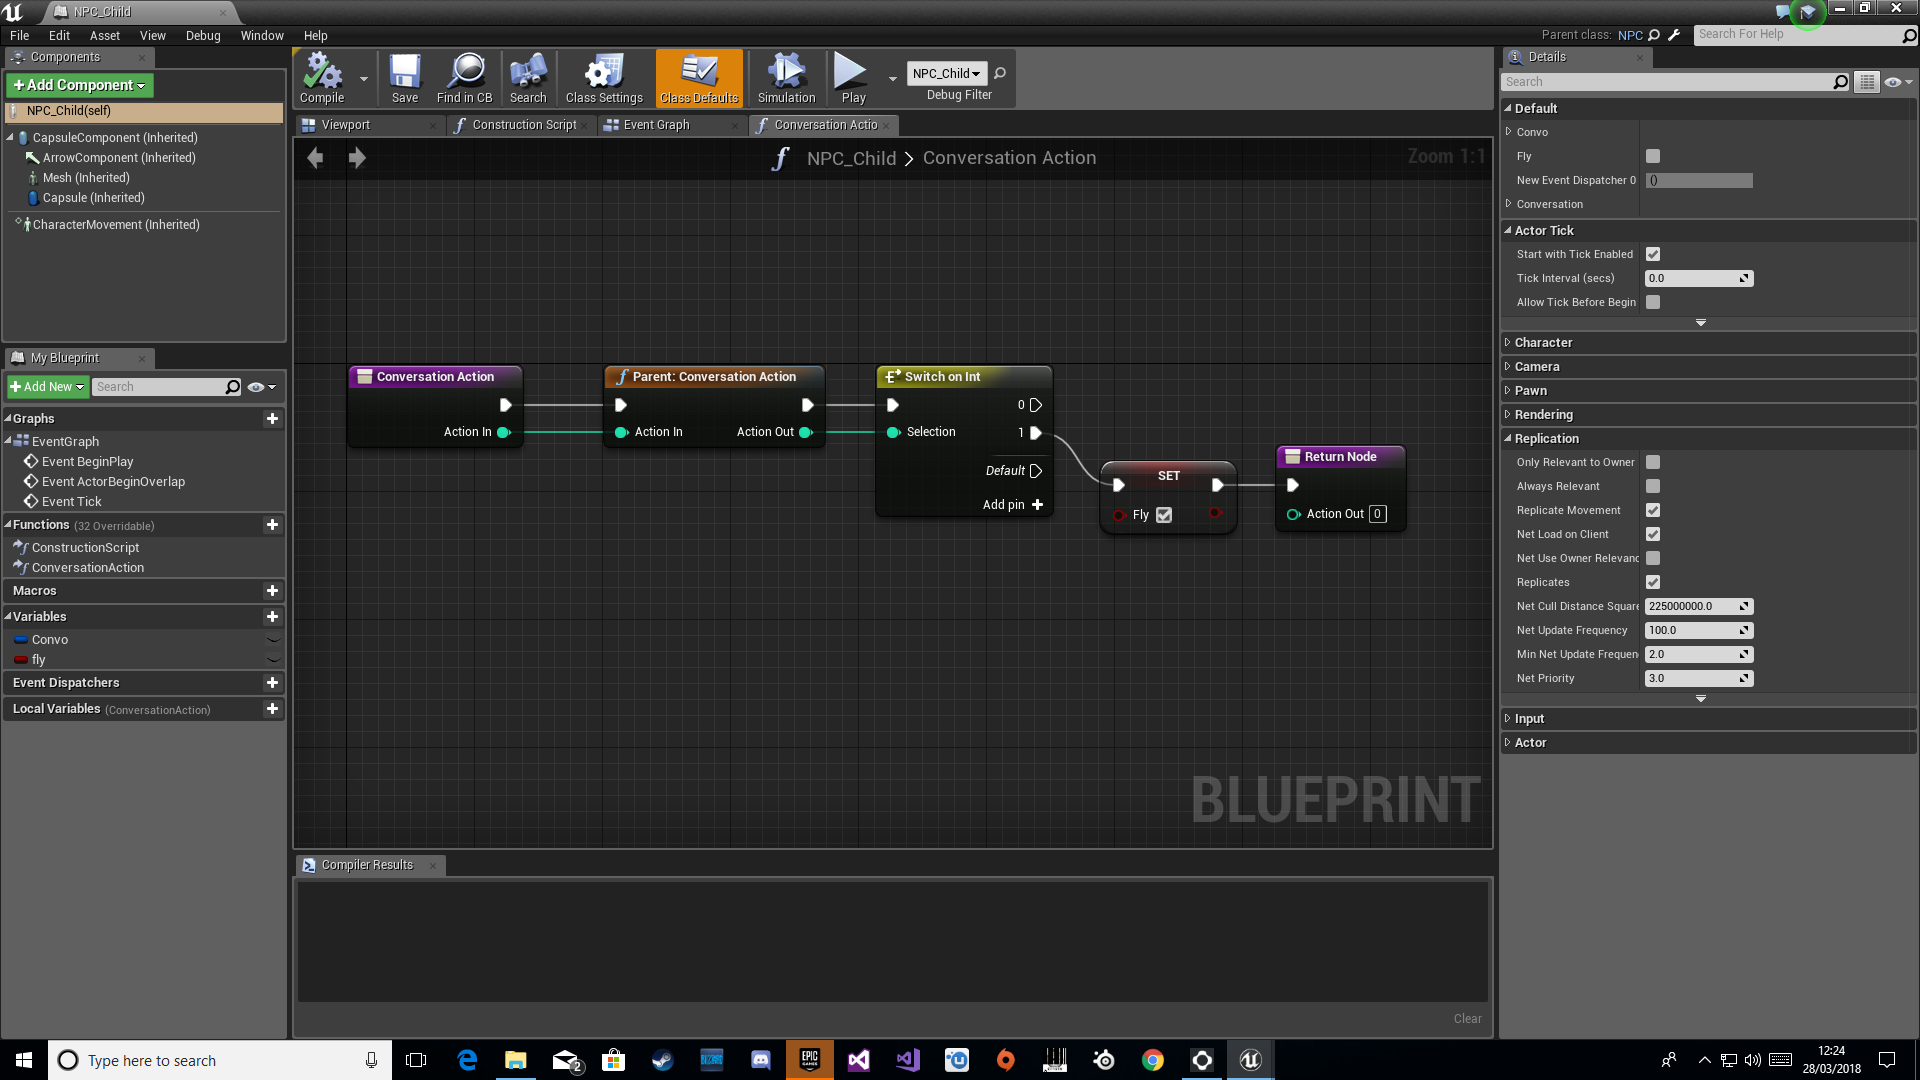 NPC_Child
File Edit Asset View Debug Window Help
Parent class: NPC
Search For Help
Components
+Add Component
NPC_Child(self)
CapsuleComponent (Inherited)
ArrowComponent (Inherited)
Mesh (Inherited)
Capsule (Inherited)
CharacterMovement (Inherited)
My Blueprint
+Add New
Search
Graphs
EventGraph
Event BeginPlay
Event ActorBeginOverlap
Event Tick
Functions (32 Overridable)
ConstructionScript
ConversationAction
Macros
Variables
Convo
fly
Event Dispatchers
Local Variables (ConversationAction)
Compile
Save
Find in CB
Search
Class Settings
Class Defaults
Simulation
Play
NPC_Child
Debug Filter
Viewport
Construction Script
Event Graph
Conversation Actio
NPC_Child > Conversation Action
Zoom 1:1
Conversation Action
Action In
Parent: Conversation Action
Action In
Action Out
Switch on Int
0
Selection
1
Default
Add pin +
SET
Fly
Return Node
Action Out 0
BLUEPRINT
Compiler Results
Clear
Details
Search
Default
Convo
Fly
New Event Dispatcher 0 ()
Conversation
Actor Tick
Start with Tick Enabled
Tick Interval (secs) 0.0
Allow Tick Before Begin
Character
Camera
Pawn
Rendering
Replication
Only Relevant to Owner
Always Relevant
Replicate Movement
Net Load on Client
Net Use Owner Relevanc
Replicates
Net Cull Distance Square 225000000.0
Net Update Frequency 100.0
Min Net Update Frequen 2.0
Net Priority 3.0
Input
Actor
Type here to search
2
EPIC
GAMES
12:24
28/03/2018